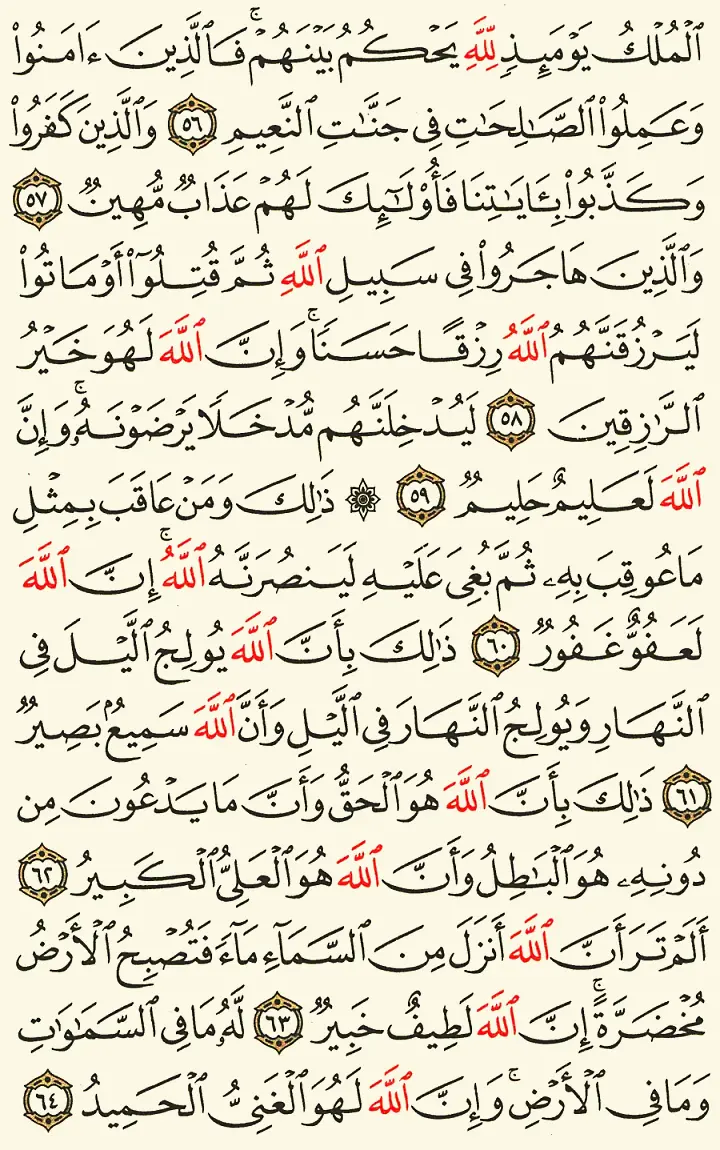 ٱلْمُلْكُ يَوْمَئِذٍ لِّلَّهِ يَحْكُمُ بَيْنَهُمْ ۚ فَٱلَّذِينَ ءَامَنُوا۟
وَعَمِلُوا۟ ٱلصَّـٰلِحَـٰتِ فِى جَنَّـٰتِ ٱلنَّعِيمِ ٥٦ وَٱلَّذِينَ كَفَرُوا۟
وَكَذَّبُوا۟ بِـَٔايَـٰتِنَا فَأُو۟لَـٰٓئِكَ لَهُمْ عَذَابٌ مُّهِينٌ ٥٧
وَٱلَّذِينَ هَاجَرُوا۟ فِى سَبِيلِ ٱللَّهِ ثُمَّ قُتِلُوٓا۟ أَوْ مَاتُوا۟
لَيَرْزُقَنَّهُمُ ٱللَّهُ رِزْقًا حَسَنًا ۚ وَإِنَّ ٱللَّهَ لَهُوَ خَيْرُ
ٱلرَّٰزِقِينَ ٥٨ لَيُدْخِلَنَّهُم مُّدْخَلًا يَرْضَوْنَهُۥ ۚ وَإِنَّ
ٱللَّهَ لَعَلِيمٌ حَلِيمٌ ٥٩ ۞ ذَٰلِكَ وَمَنْ عَاقَبَ بِمِثْلِ
مَا عُوقِبَ بِهِۦ ثُمَّ بُغِىَ عَلَيْهِ لَيَنصُرَنَّهُ ٱللَّهُ ۚ إِنَّ ٱللَّهَ
لَعَفُوٌّ غَفُورٌ ٦٠ ذَٰلِكَ بِأَنَّ ٱللَّهَ يُولِجُ ٱلَّيْلَ فِى
ٱلنَّهَارِ وَيُولِجُ ٱلنَّهَارَ فِى ٱلَّيْلِ وَأَنَّ ٱللَّهَ سَمِيعٌۢ بَصِيرٌ
٦١ ذَٰلِكَ بِأَنَّ ٱللَّهَ هُوَ ٱلْحَقُّ وَأَنَّ مَا يَدْعُونَ مِن
دُونِهِۦ هُوَ ٱلْبَـٰطِلُ وَأَنَّ ٱللَّهَ هُوَ ٱلْعَلِىُّ ٱلْكَبِيرُ ٦٢
أَلَمْ تَرَ أَنَّ ٱللَّهَ أَنزَلَ مِنَ ٱلسَّمَآءِ مَآءً فَتُصْبِحُ ٱلْأَرْضُ
مُخْضَرَّةً ۗ إِنَّ ٱللَّهَ لَطِيفٌ خَبِيرٌ ٦٣ لَّهُۥ مَا فِى ٱلسَّمَـٰوَٰتِ
وَمَا فِى ٱلْأَرْضِ ۗ وَإِنَّ ٱللَّهَ لَهُوَ ٱلْغَنِىُّ ٱلْحَمِيدُ ٦٤